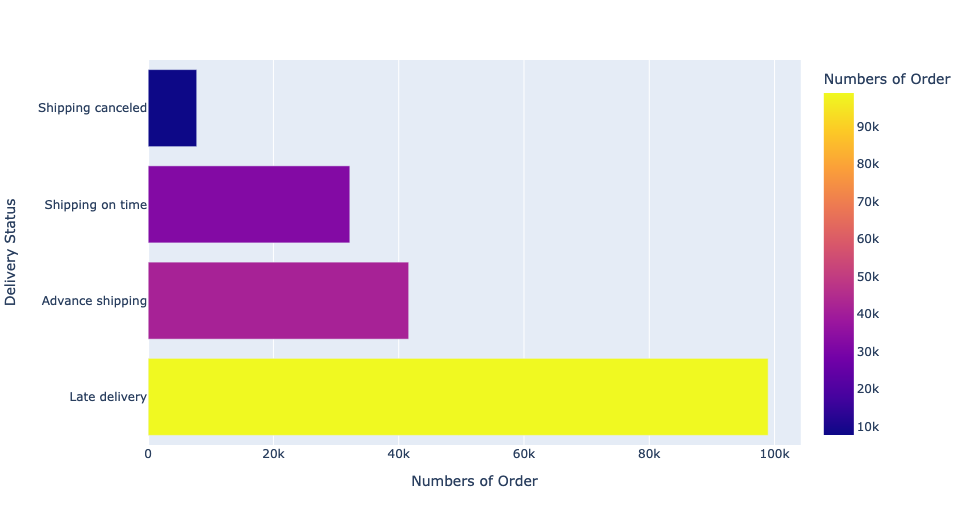 Numbers of Order
Shipping canceled
Shipping on time
Advance shipping
Late delivery
Delivery Status
0
20k
40k
60k
80k
100k
Numbers of Order
90k
80k
70k
60k
50k
40k
30k
20k
10k